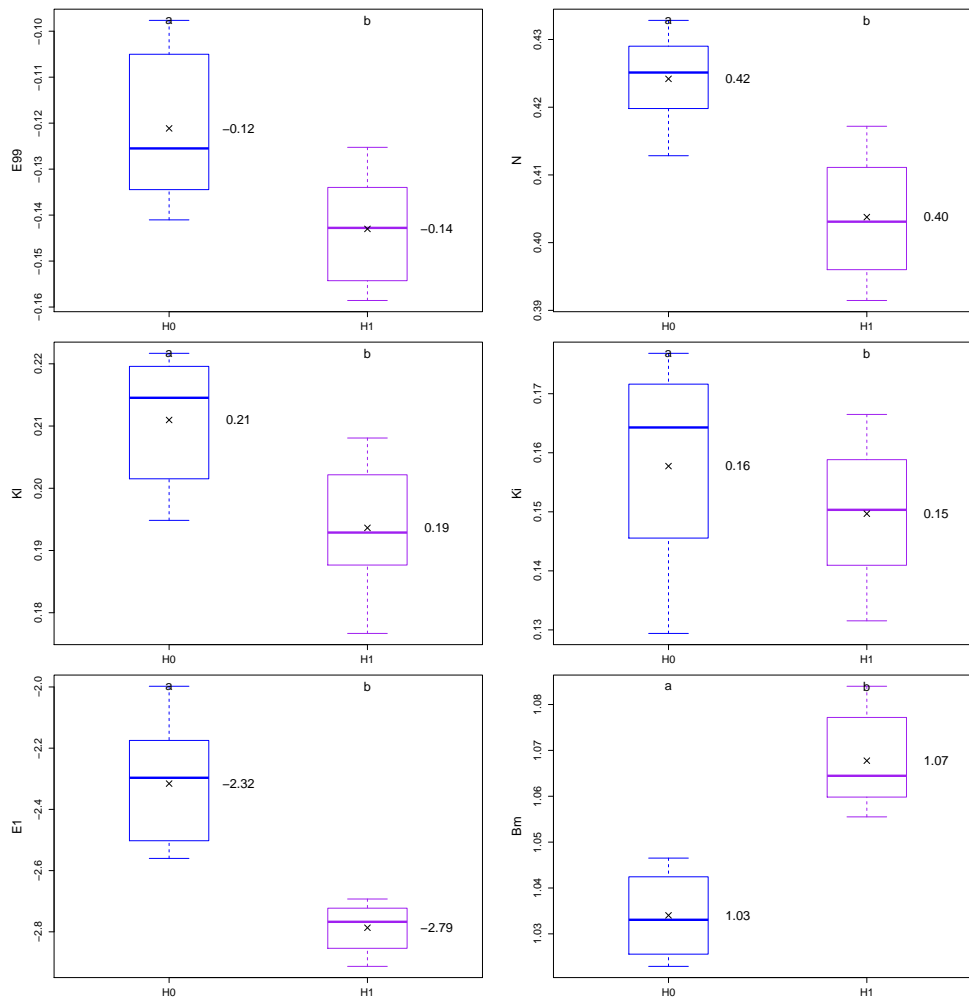 a b
E99
−0.10
−0.11
−0.12
−0.13
−0.14
−0.15
−0.16
−0.12
−0.14
H0 H1
a b
N
0.43
0.42
0.41
0.40
0.39
0.42
0.40
H0 H1
a b
Kl
0.22
0.21
0.20
0.19
0.18
0.21
0.19
H0 H1
a b
Ki
0.17
0.16
0.15
0.14
0.13
0.16
0.15
H0 H1
a b
E1
−2.0
−2.2
−2.4
−2.6
−2.8
−2.32
−2.79
H0 H1
a b
Bm
1.08
1.07
1.06
1.05
1.04
1.03
1.07
1.03
H0 H1